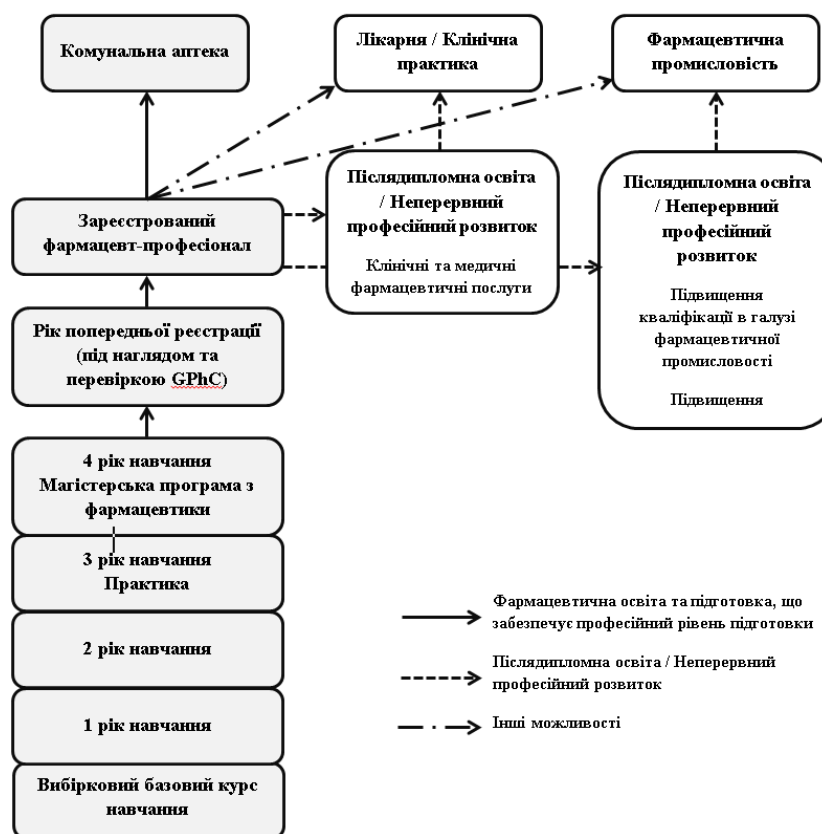 Комунальна аптека
Лікарня / Клінічна
практика
Фармацевтична
промисловість
Післядипломна освіта
/ Неперервний
професійний розвиток
Клінічні та медичні
фармацевтичні послуги
Післядипломна освіта
/ Неперервний
професійний
розвиток
Підвищення
кваліфікації в галузі
фармацевтичної
промисловості
Підвищення
Зареєстрований
фармацевт-професіонал
Рік попередньої реєстрації
(під наглядом та
перевіркою GPhC)
4 рік навчання
Магістерська програма з
фармацевтики
3 рік навчання
Практика
2 рік навчання
1 рік навчання
Вибірковий базовий курс
навчання
Фармацевтична освіта та підготовка, що
забезпечує професійний рівень підготовки
Післядипломна освіта / Неперервний
професійний розвиток
Інші можливості